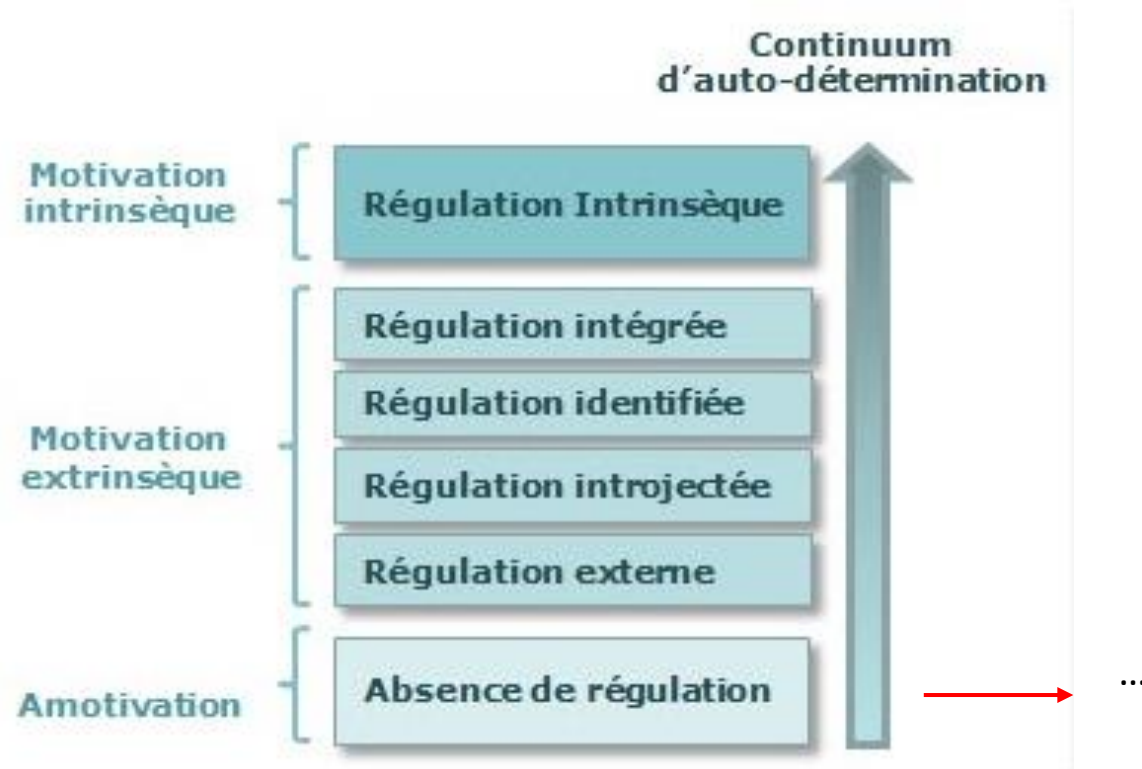 Continuum
d'auto-détermination
Motivation
intrinsèque
Régulation Intrinsèque
Régulation intégrée
Régulation identifiée
Motivation
extrinsèque
Régulation introjectée
Régulation externe
Amotivation
Absence de régulation
...